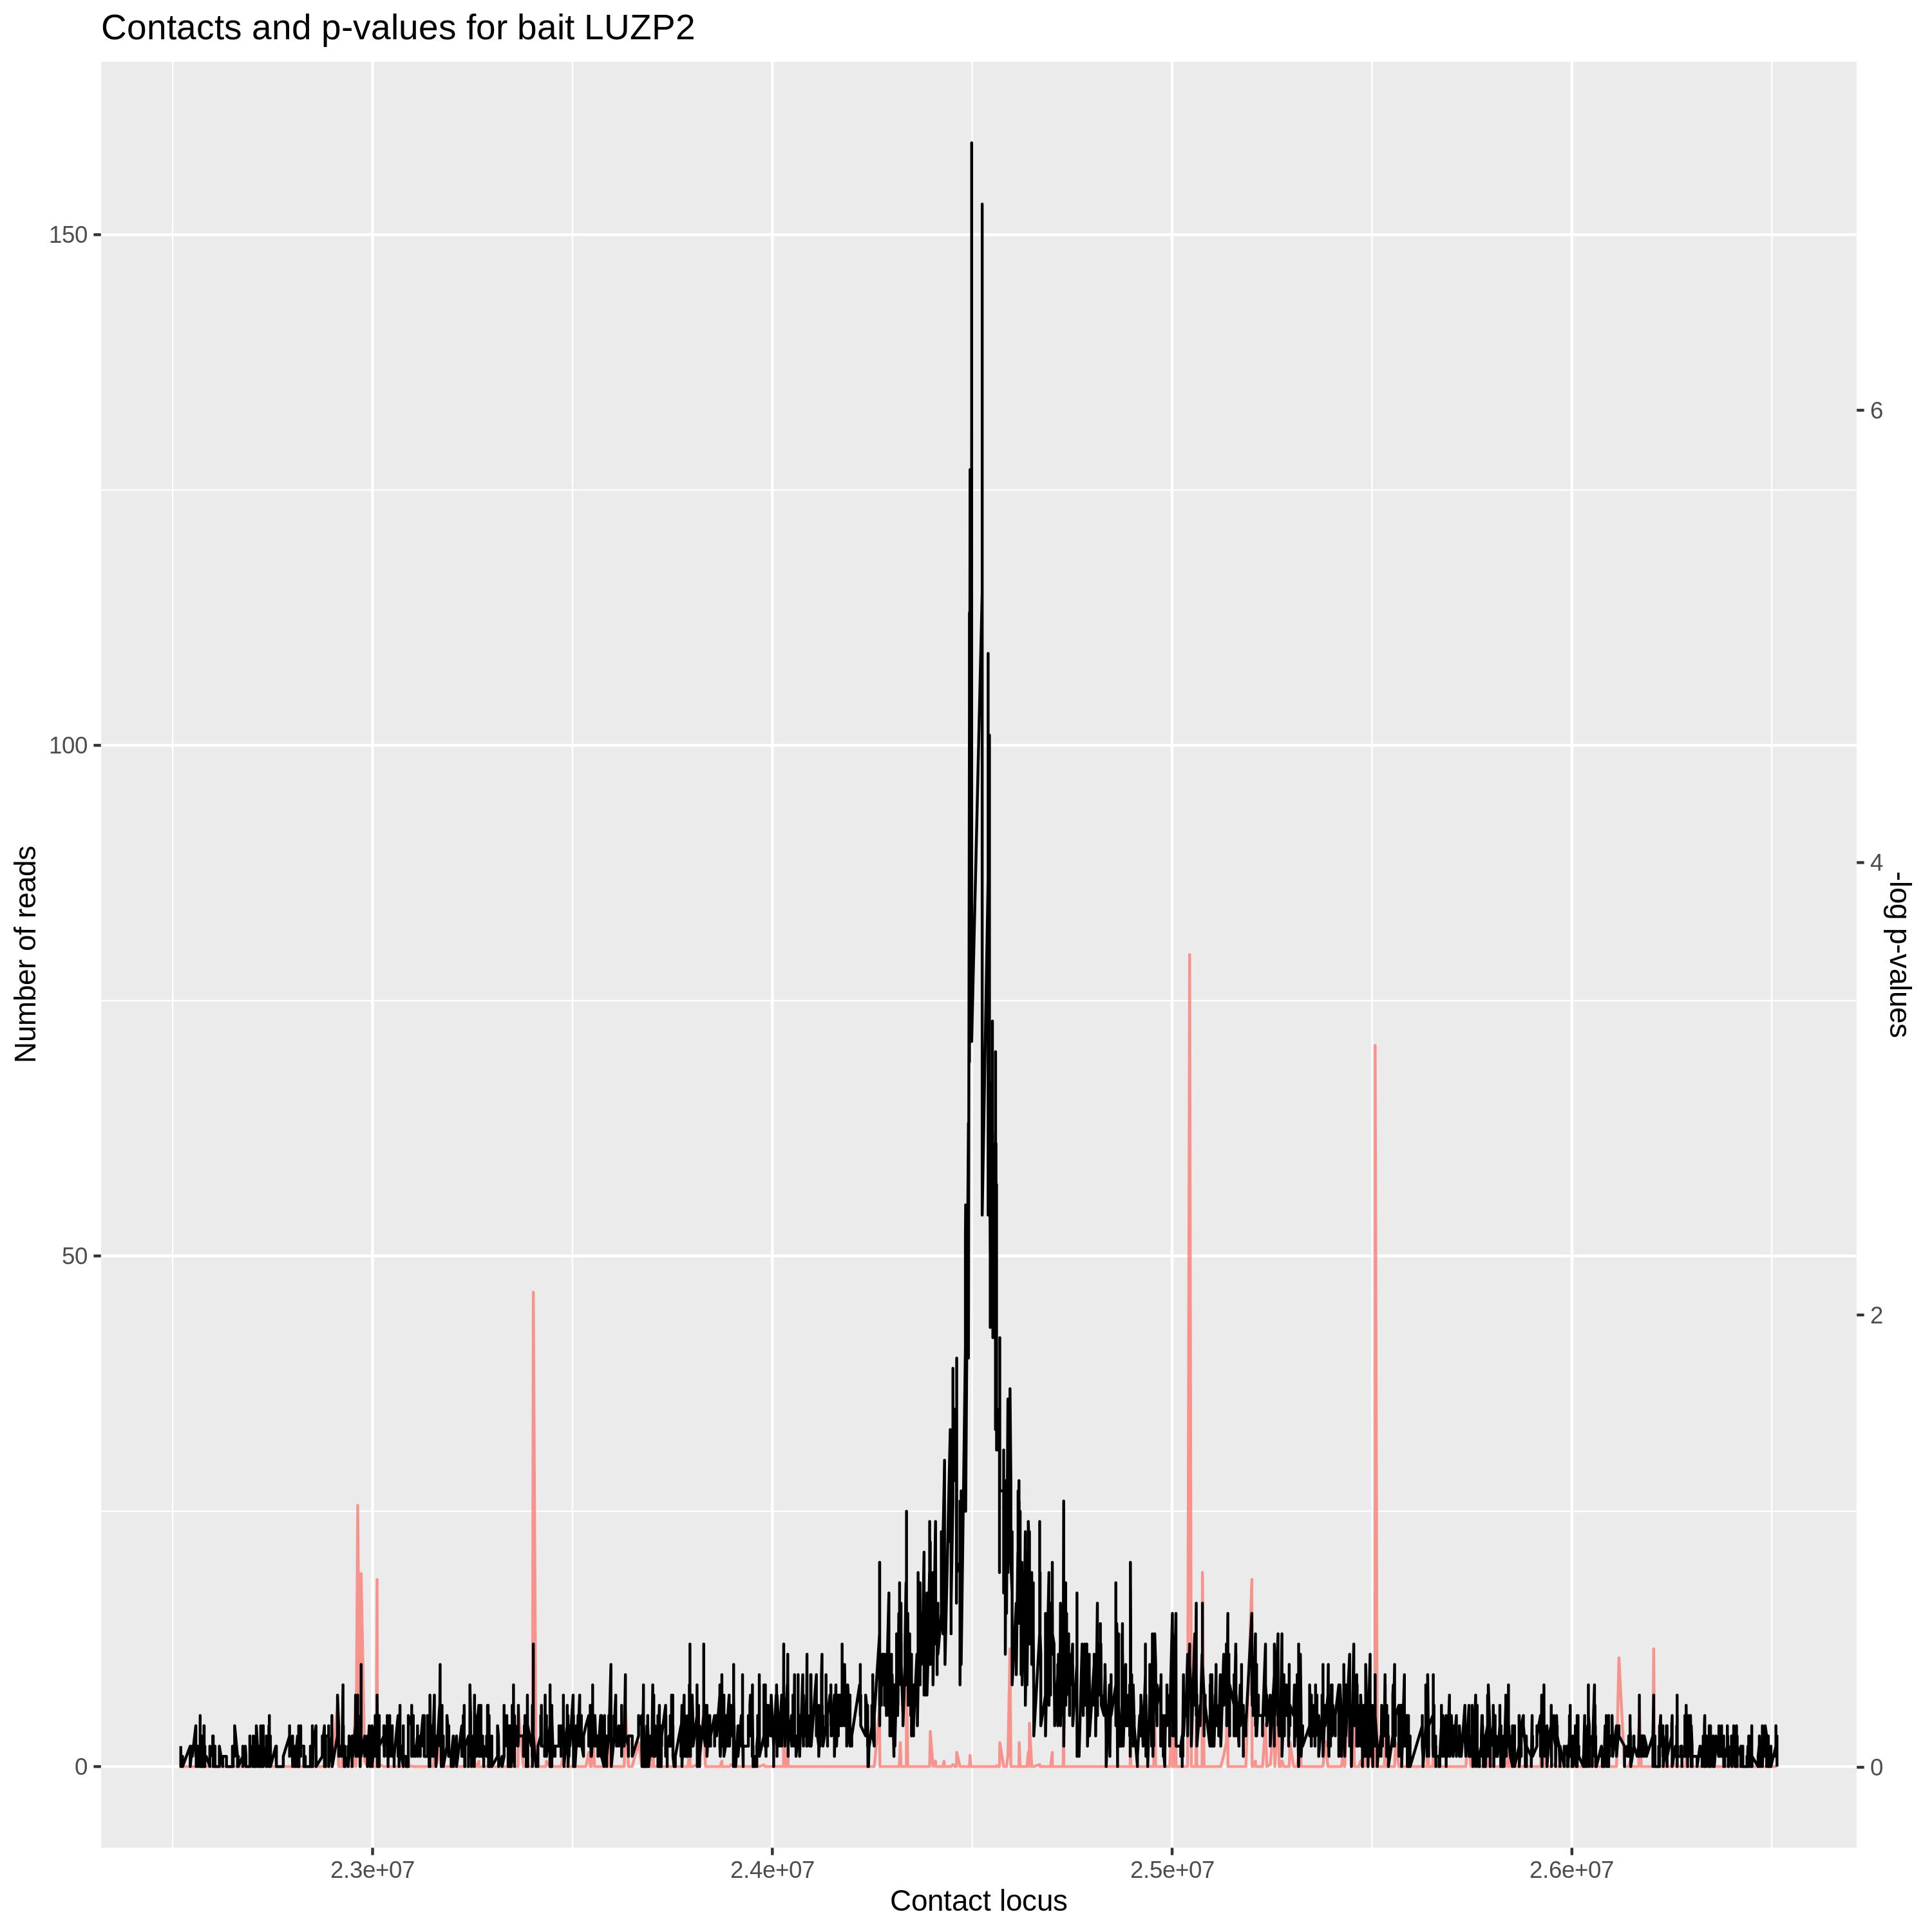 Contacts and p-values for bait LUZP2
150
100
50
0
Number of reads
6
4
2
0
-log p-values
2.3e+07
2.4e+07
2.5e+07
2.6e+07
Contact locus